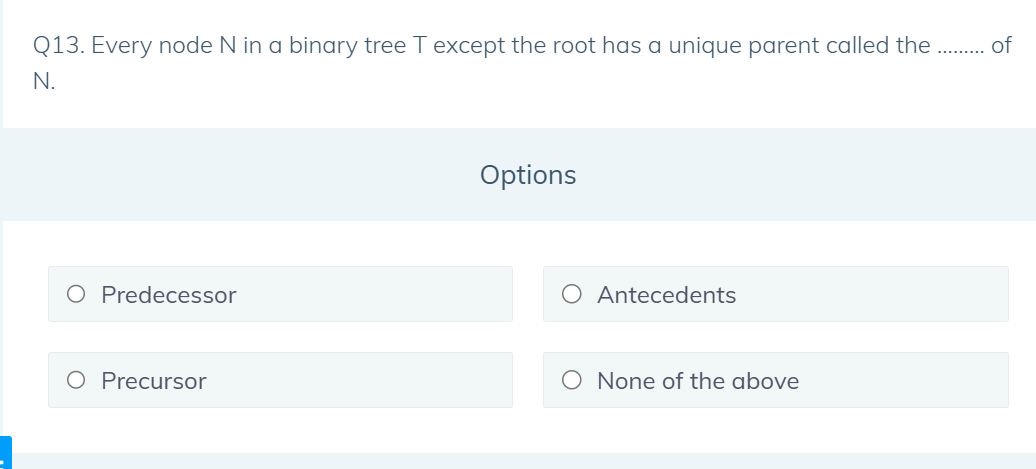 Q13. Every node N in a binary tree T except the root has a unique parent called the ......... of
N.
Options
Predecessor
Antecedents
Precursor
None of the above